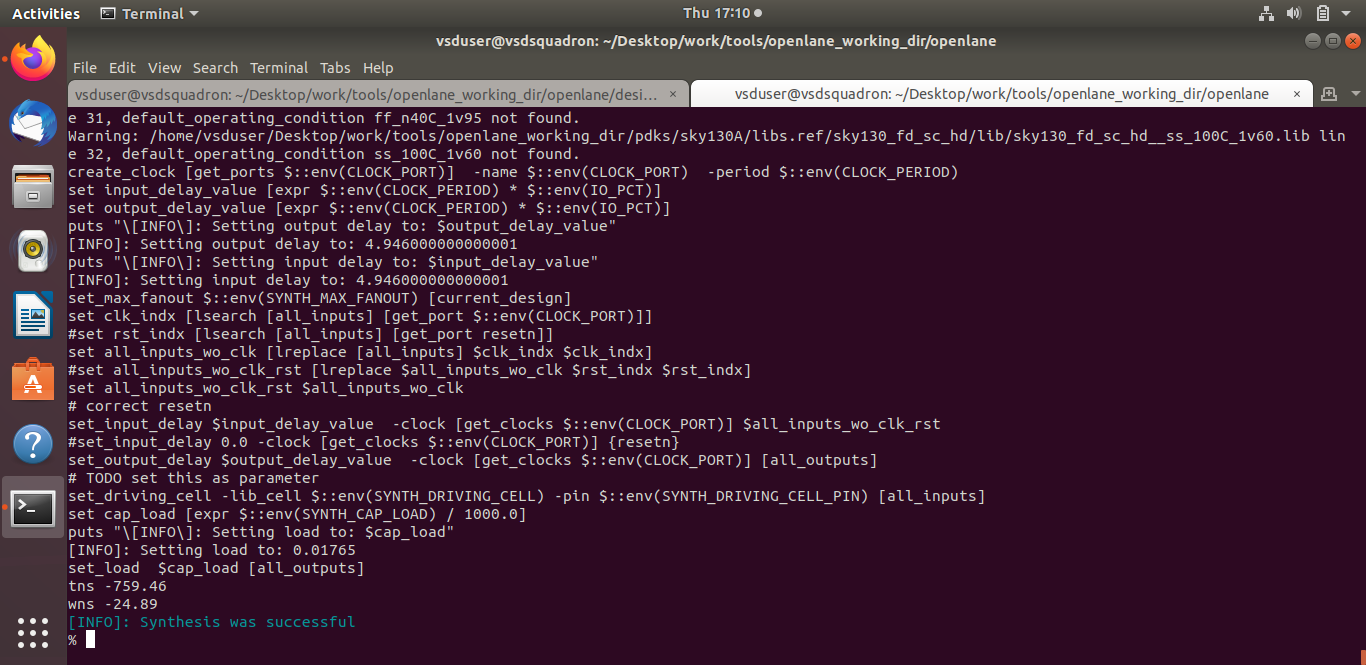 Activities
Terminal
Thu 17:10
vsduser@vsdsquadron: ~/Desktop/work/tools/openlane_working_dir/openlane
File Edit View Search Terminal Tabs Help
vsduser@vsdsquadron: ~/Desktop/work/tools/openlane_working_dir/openlane/desi...
vsduser@vsdsquadron: ~/Desktop/work/tools/openlane_working_dir/openlane
e 31, default_operating_condition ff_n40C_1v95 not found.
Warning: /home/vsduser/Desktop/work/tools/openlane_working_dir/pdks/sky130A/libs.ref/sky130_fd_sc_hd/lib/sky130_fd_sc_hd__ss_100C_1v60.lib lin
e 32, default_operating_condition ss_100C_1v60 not found.
create_clock [get_ports $::env(CLOCK_PORT)]  -name $::env(CLOCK_PORT)  -period $::env(CLOCK_PERIOD)
set input_delay_value [expr $::env(CLOCK_PERIOD) * $::env(IO_PCT)]
set output_delay_value [expr $::env(CLOCK_PERIOD) * $::env(IO_PCT)]
puts "\[INFO\]: Setting output delay to: $output_delay_value"
[INFO]: Setting output delay to: 4.946000000000001
puts "\[INFO\]: Setting input delay to: $input_delay_value"
[INFO]: Setting input delay to: 4.946000000000001
set_max_fanout $::env(SYNTH_MAX_FANOUT) [current_design]
set clk_indx [lsearch [all_inputs] [get_port $::env(CLOCK_PORT)]]
#set rst_indx [lsearch [all_inputs] [get_port resetn]]
set all_inputs_wo_clk [lreplace [all_inputs] $clk_indx $clk_indx]
#set all_inputs_wo_clk_rst [lreplace $all_inputs_wo_clk $rst_indx $rst_indx]
set all_inputs_wo_clk_rst $all_inputs_wo_clk
# correct resetn
set_input_delay $input_delay_value  -clock [get_clocks $::env(CLOCK_PORT)] $all_inputs_wo_clk_rst
#set_input_delay 0.0 -clock [get_clocks $::env(CLOCK_PORT)] {resetn}
set_output_delay $output_delay_value  -clock [get_clocks $::env(CLOCK_PORT)] [all_outputs]
# TODO set this as parameter
set_driving_cell -lib_cell $::env(SYNTH_DRIVING_CELL) -pin $::env(SYNTH_DRIVING_CELL_PIN) [all_inputs]
set cap_load [expr $::env(SYNTH_CAP_LOAD) / 1000.0]
puts "\[INFO\]: Setting load to: $cap_load"
[INFO]: Setting load to: 0.01765
set_load  $cap_load [all_outputs]
tns -759.46
wns -24.89
[INFO]: Synthesis was successful
%